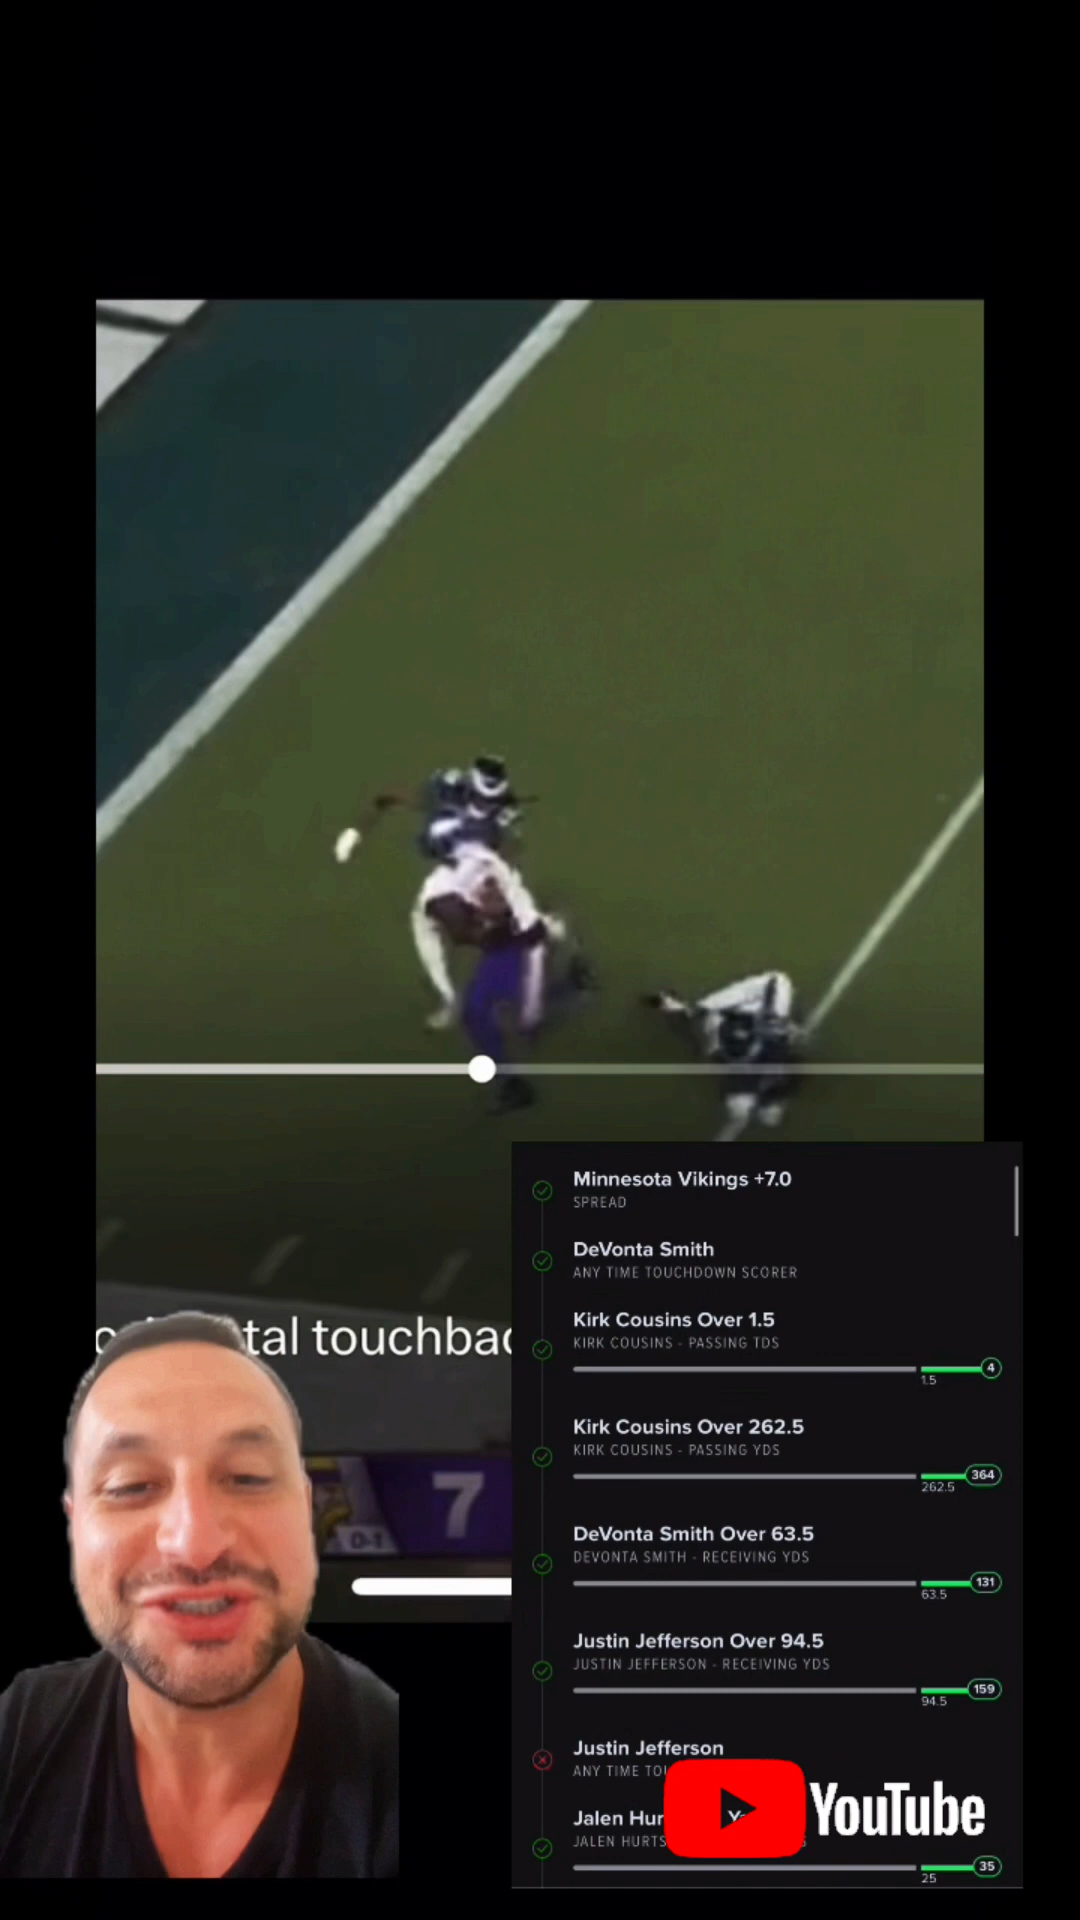 Minnesota Vikings +7.0
SPREAD
DeVonta Smith
ANY TIME TOUCHDOWN SCORER
Kirk Cousins Over 1.5
KIRK COUSINS - PASSING TDS
4
1.5
Kirk Cousins Over 262.5
KIRK COUSINS - PASSING YDS
364
262.5
DeVonta Smith Over 63.5
DEVONTA SMITH - RECEIVING YDS
131
63.5
Justin Jefferson Over 94.5
JUSTIN JEFFERSON - RECEIVING YDS
159
94.5
Justin Jefferson
ANY TIME
YouTube
Jalen
JALEN HURTS
35
25
touchbac
7
0-1